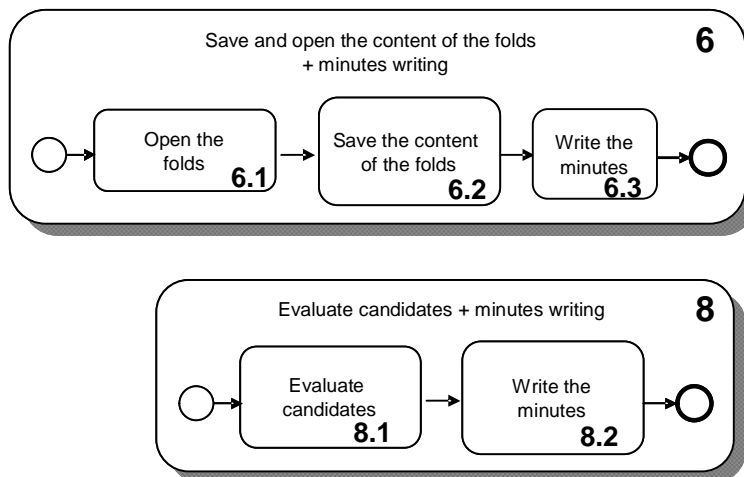 Save and open the content of the folds
+ minutes writing
6
Open the
folds
6.1
Save the content
of the folds
6.2
Write the
minutes
6.3
Evaluate candidates + minutes writing
8
Evaluate
candidates
8.1
Write the
minutes
8.2